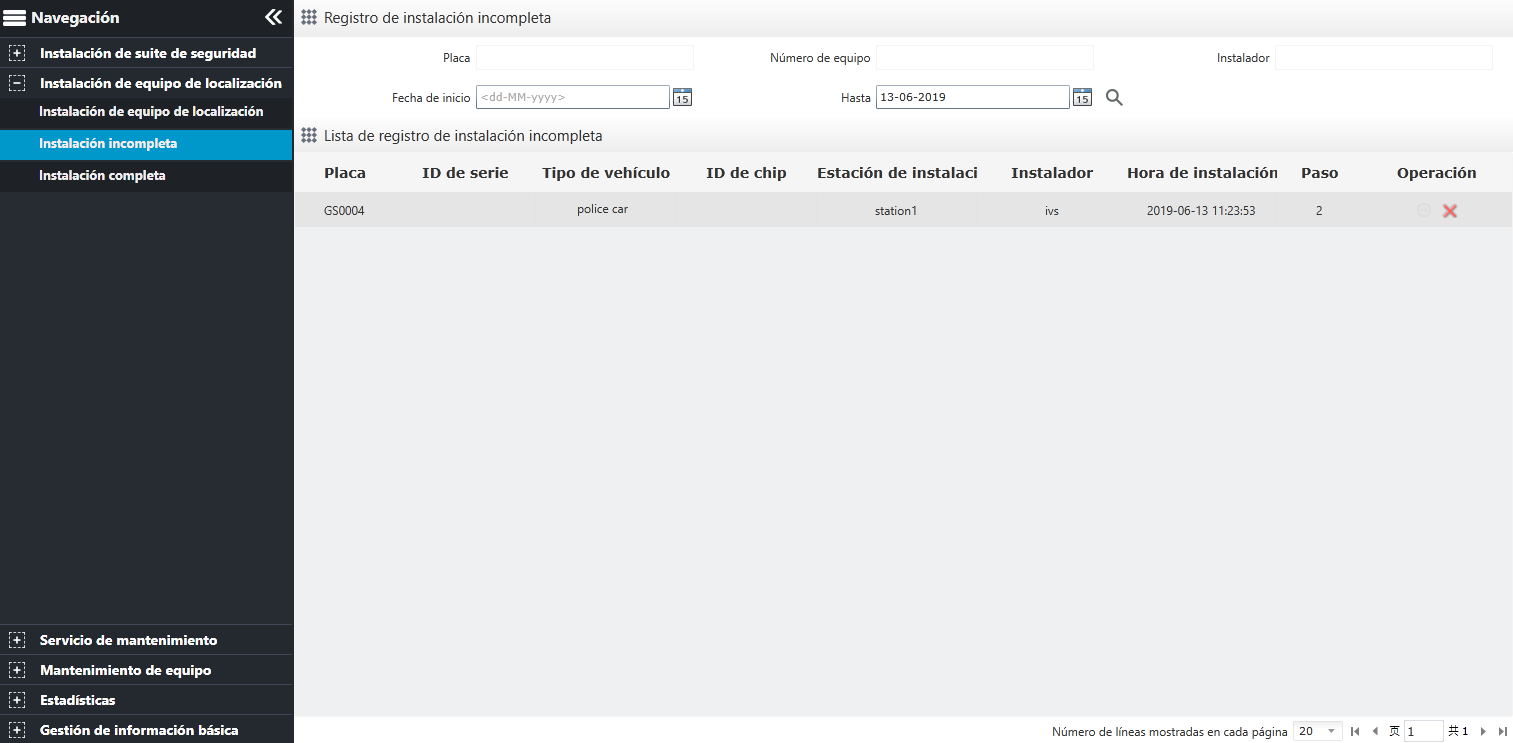 Navegación
Instalación de suite de seguridad
Instalación de equipo de localización
Instalación de equipo de localización
Instalación incompleta
Instalación completa
Servicio de mantenimiento
Mantenimiento de equipo
Estadísticas
Gestión de información básica
Registro de instalación incompleta
Placa Número de equipo Instalador
Fecha de inicio <dd-MM-yyyy> 15 Hasta 13-06-2019 15
Lista de registro de instalación incompleta
Placa ID de serie Tipo de vehículo ID de chip Estación de instalaci Instalador Hora de instalación Paso Operación
GS0004 police car station1 ivs 2019-06-13 11:23:53 2
Número de líneas mostradas en cada página 20 页 1 共 1